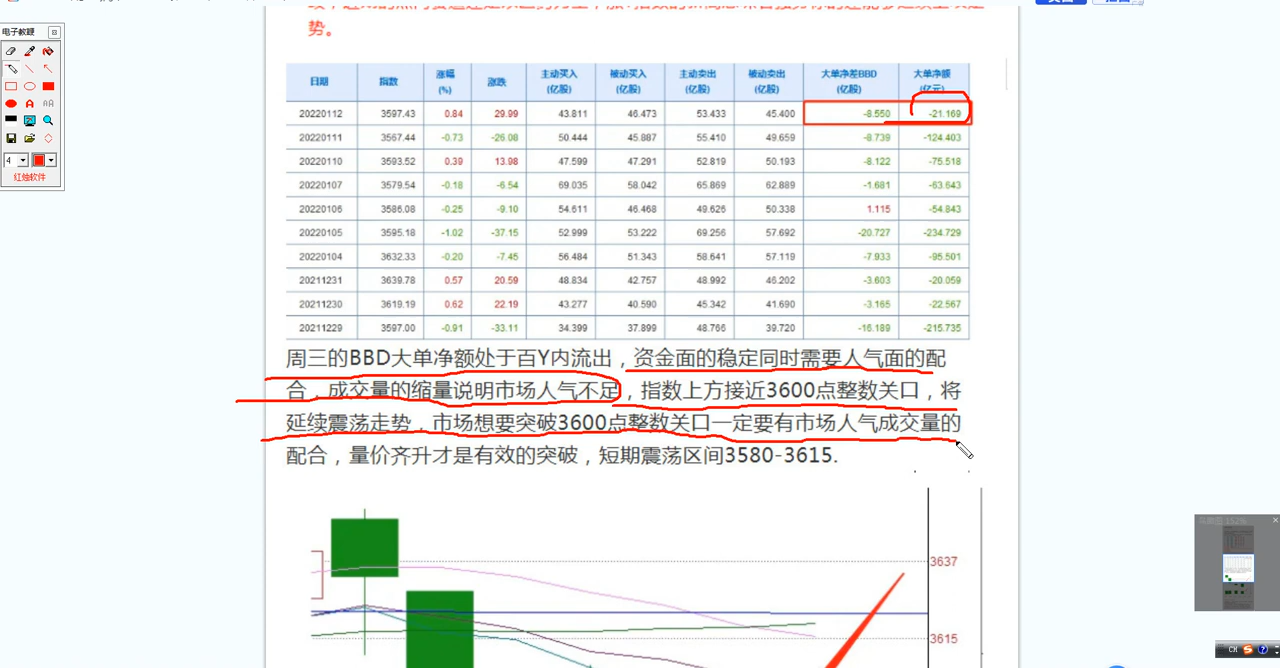 电子教鞭
势。
日期 指数 涨幅(%) 涨跌 主动买入(亿股) 被动买入(亿股) 主动卖出(亿股) 被动卖出(亿股) 大单净差BBD(亿股) 大单净额(亿元)
20220112 3597.43 0.84 29.99 43.811 46.473 53.433 45.400 -8.550 -21.169
20220111 3567.44 -0.73 -26.08 50.444 45.887 55.410 49.659 -8.739 -124.403
20220110 3593.52 0.39 13.98 47.599 47.291 52.819 50.193 -8.122 -75.518
20220107 3579.54 -0.18 -6.54 69.035 58.042 65.869 62.889 -1.681 -63.643
20220106 3586.08 -0.25 -9.10 54.611 46.468 49.626 50.338 1.115 -54.843
20220105 3595.18 -1.02 -37.15 52.999 53.222 69.256 57.692 -20.727 -234.729
20220104 3632.33 -0.20 -7.45 56.484 51.343 58.641 57.119 -7.933 -95.501
20211231 3639.78 0.57 20.59 48.834 42.757 48.992 46.202 -3.603 -20.059
20211230 3619.19 0.62 22.19 43.277 40.590 45.342 41.690 -3.165 -22.567
20211229 3597.00 -0.91 -33.11 34.399 37.899 48.766 39.720 -16.189 -215.735
周三的BBD大单净额处于百Y内流出，资金面的稳定同时需要人气面的配
合，成交量的缩量说明市场人气不足，指数上方接近3600点整数关口，将
延续震荡走势，市场想要突破3600点整数关口一定要有市场人气成交量的
配合，量价齐升才是有效的突破，短期震荡区间3580-3615.
3637
3615
4
红烛软件
CH